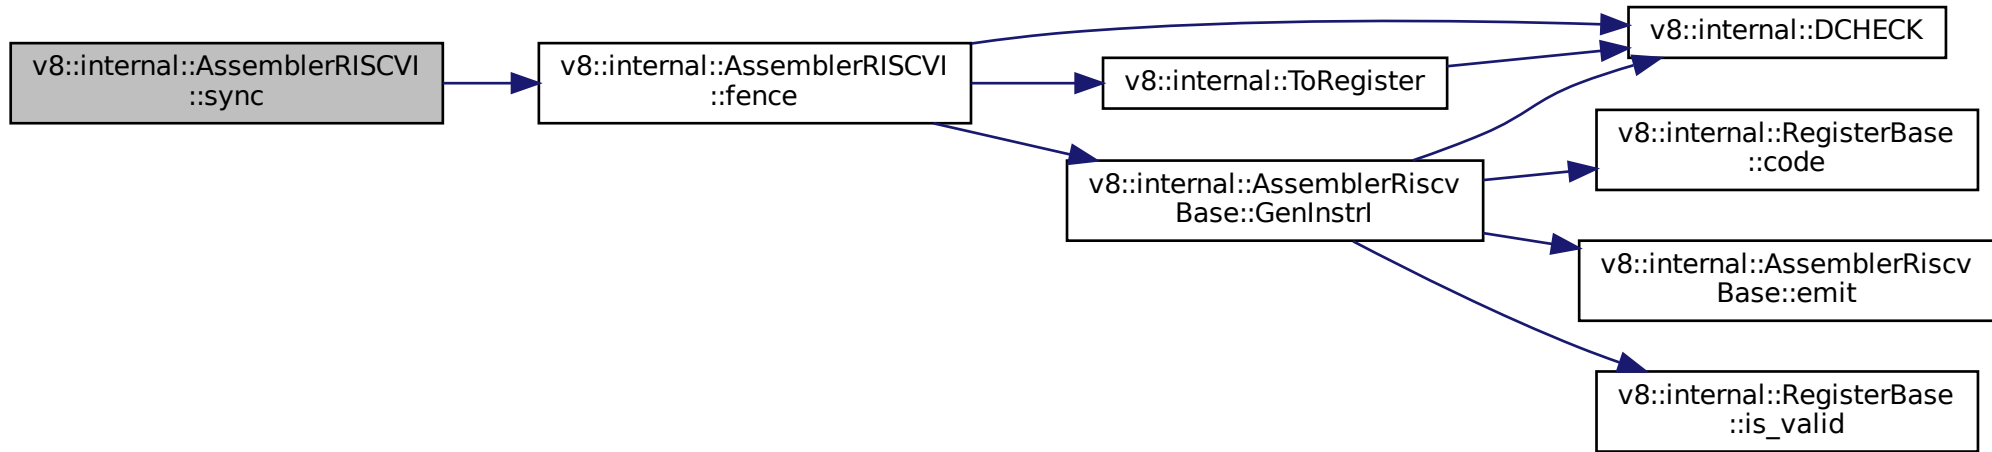 v8::internal::AssemblerRISCVI
::sync
v8::internal::AssemblerRISCVI
::fence
v8::internal::DCHECK
v8::internal::ToRegister
v8::internal::AssemblerRiscv
Base::GenInstrI
v8::internal::RegisterBase
::code
v8::internal::AssemblerRiscv
Base::emit
v8::internal::RegisterBase
::is_valid